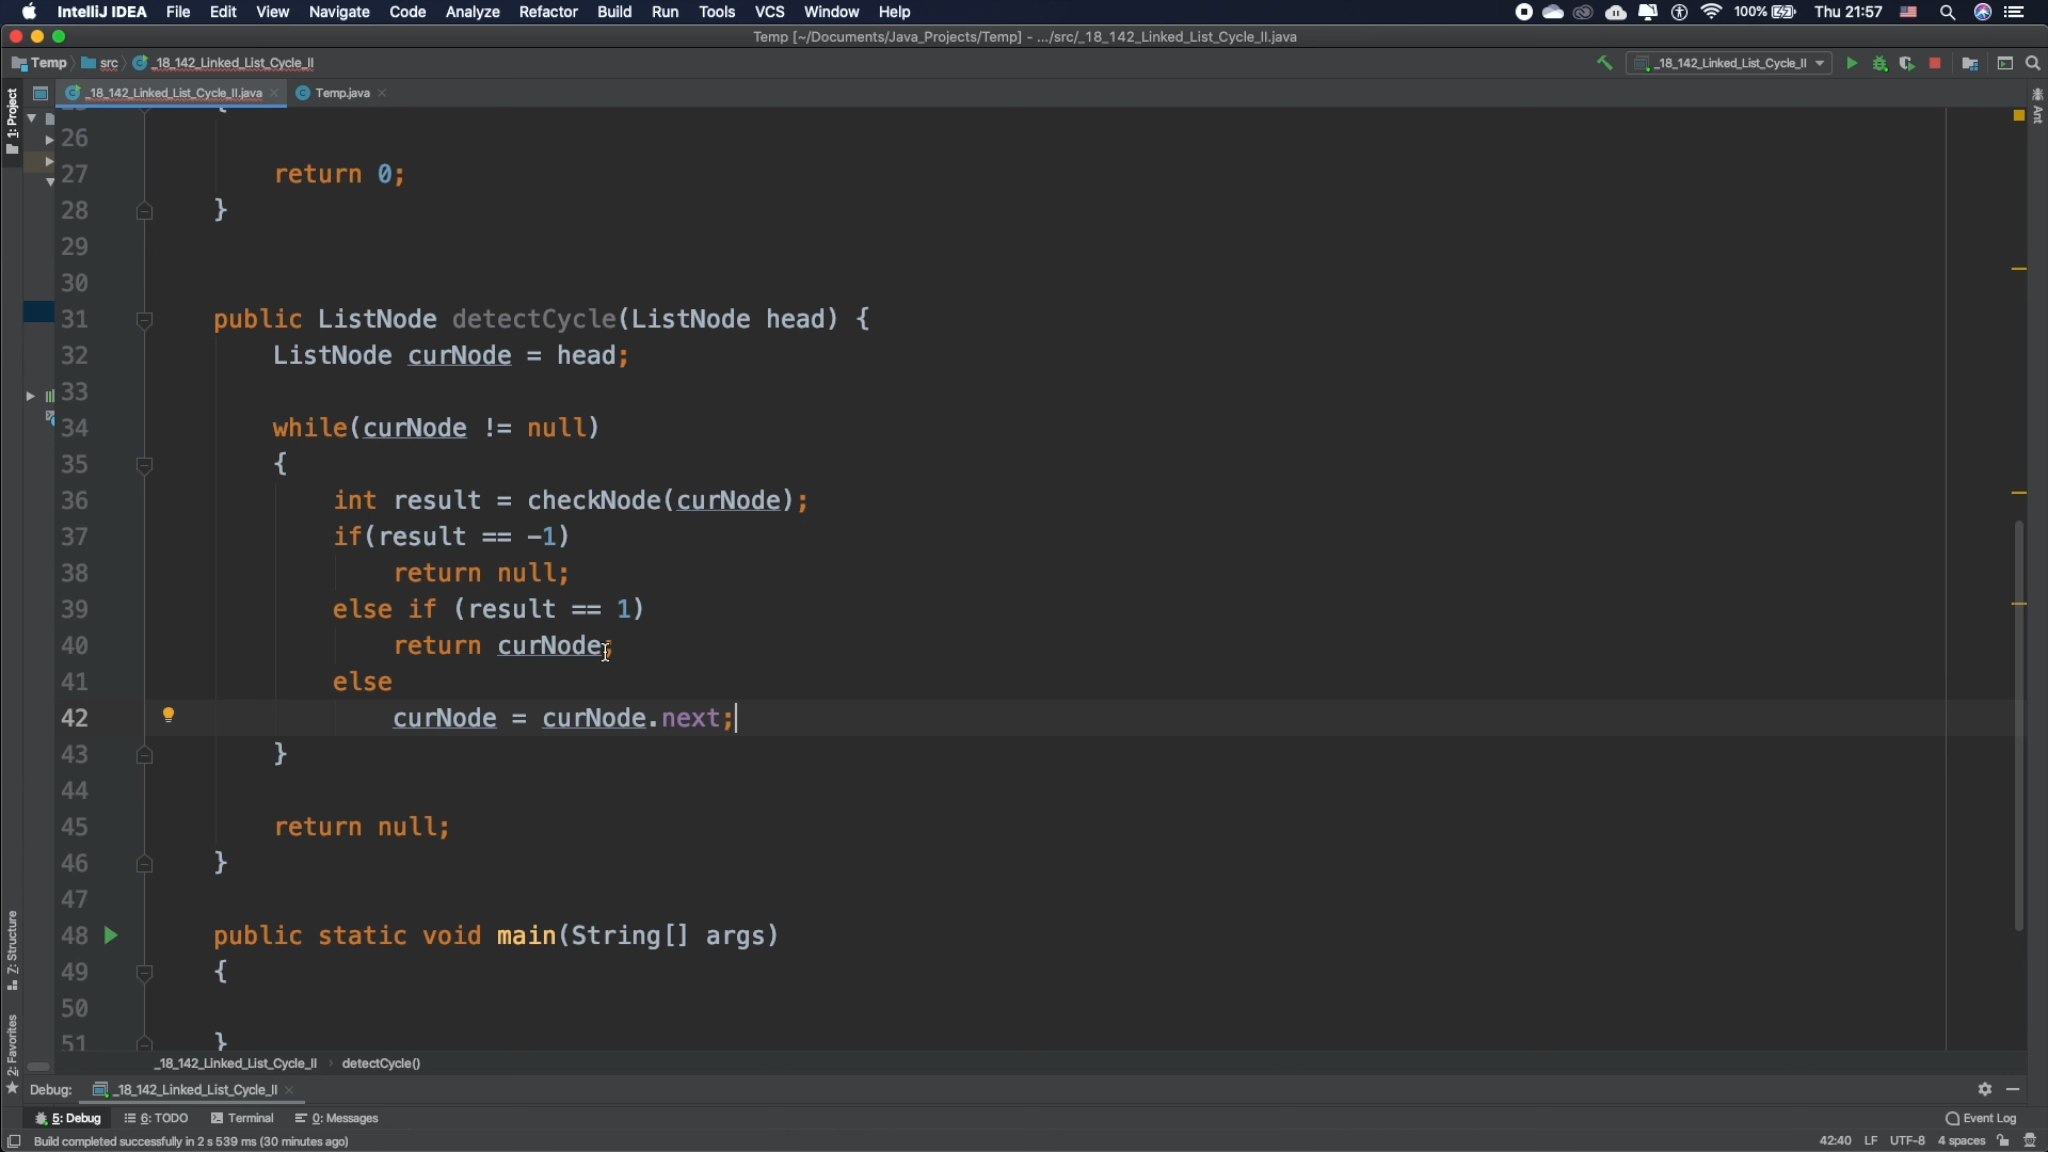 IntelliJ IDEA File Edit View Navigate Code Analyze Refactor Build Run Tools VCS Window Help 100% Thu 21:57
Temp [~/Documents/Java_Projects/Temp] - .../src/_18_142_Linked_List_Cycle_II.java
Temp src _18_142_Linked_List_Cycle_II _18_142_Linked_List_Cycle_II
1: Project _18_142_Linked_List_Cycle_II.java Temp.java Ant
26
27 return 0;
28 }
29
30
31 public ListNode detectCycle(ListNode head) {
32 ListNode curNode = head;
33
34 while(curNode != null)
35 {
36 int result = checkNode(curNode);
37 if(result == -1)
38 return null;
39 else if (result == 1)
40 return curNode;
41 else
42 curNode = curNode.next;
43 }
44
45 return null;
46 }
47
48 public static void main(String[] args)
49 {
50
51 }
Z: Structure
2: Favorites
_18_142_Linked_List_Cycle_II detectCycle()
Debug: _18_142_Linked_List_Cycle_II
5: Debug 6: TODO Terminal 0: Messages Event Log
Build completed successfully in 2 s 539 ms (30 minutes ago) 42:40 LF UTF-8 4 spaces